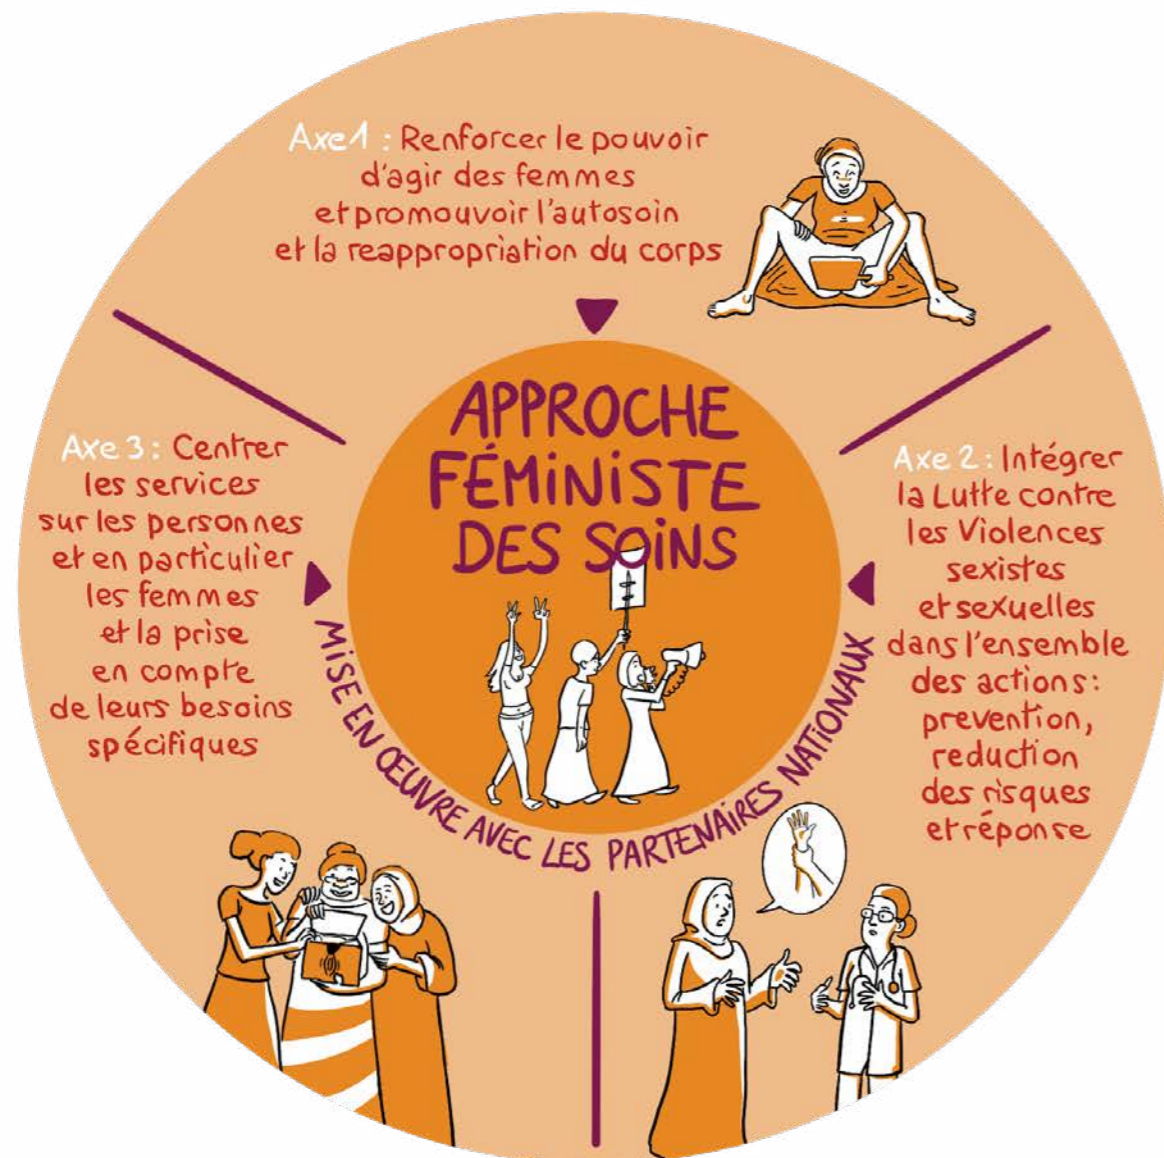 Axe 1 : Renforcer le pouvoir
d'agir des femmes
et promouvoir l'autosoin
et la reappropriation du corps
APPROCHE
FÉMINISTE
DES SOINS
Axe 2 : Intégrer
la Lutte contre
les Violences
sexistes
et sexuelles
dans l'ensemble
des actions :
prevention,
reduction
des risques
et réponse
Axe 3 : Centrer
les services
sur les personnes
et en particulier
les femmes
et la prise
en compte
de leurs besoins
spécifiques
MISE EN ŒUVRE AVEC LES PARTENAIRES NATIONAUX